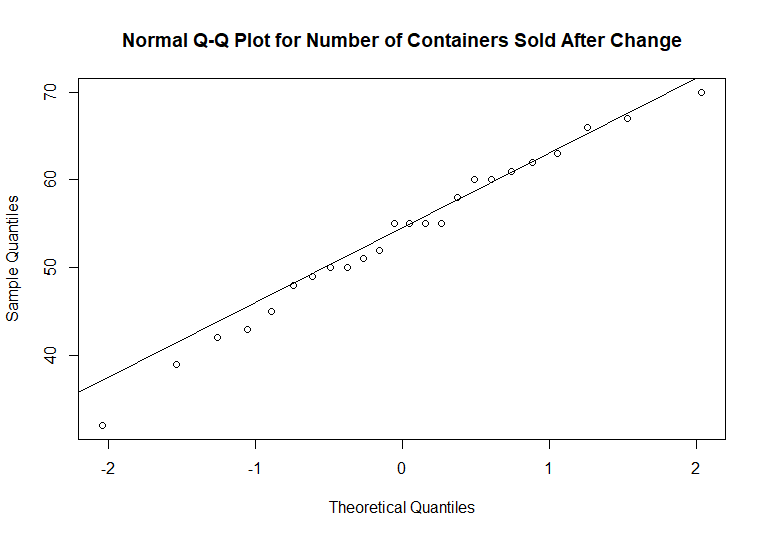 Normal Q-Q Plot for Number of Containers Sold After Change
70
60
50
40
Sample Quantiles
-2 -1 0 1 2
Theoretical Quantiles